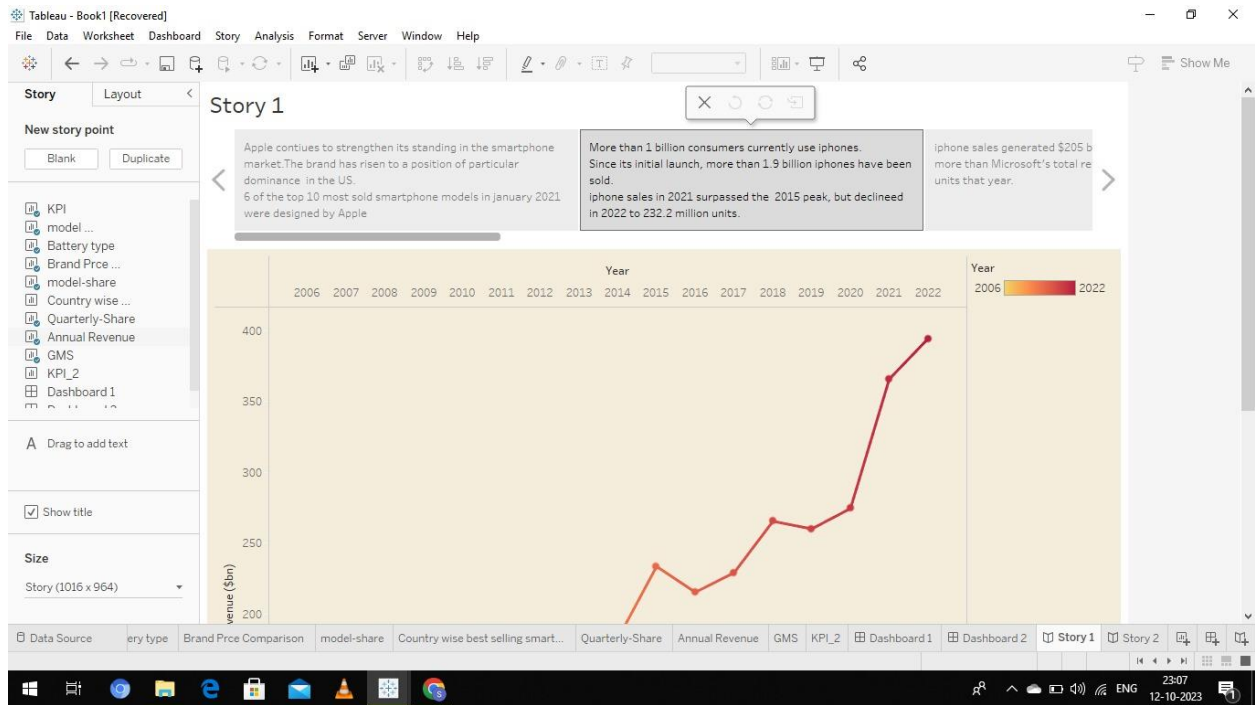 Tableau - Book1 [Recovered]
File Data Worksheet Dashboard Story Analysis Format Server Window Help
Show Me
Story Layout
Story 1
New story point
Blank Duplicate
Apple contiues to strengthen its standing in the smartphone
market.The brand has risen to a position of particular
dominance in the US.
6 of the top 10 most sold smartphone models in january 2021
were designed by Apple
More than 1 billion consumers currently use iphones.
Since its initial launch, more than 1.9 billion iphones have been
sold.
iphone sales in 2021 surpassed the 2015 peak, but declineed
in 2022 to 232.2 million units.
iphone sales generated $205 b
more than Microsoft's total re
units that year.
KPI
model ...
Battery type
Brand Prce ...
model-share
Country wise ...
Quarterly-Share
Annual Revenue
GMS
KPI_2
Dashboard 1
A Drag to add text
Show title
Size
Story (1016 x 964)
Year
2006 2007 2008 2009 2010 2011 2012 2013 2014 2015 2016 2017 2018 2019 2020 2021 2022
400
350
300
250
200
venue ($bn)
Year
2006 2022
Data Source ery type Brand Prce Comparison model-share Country wise best selling smart... Quarterly-Share Annual Revenue GMS KPI_2 Dashboard 1 Dashboard 2 Story 1 Story 2
ENG
23:07
12-10-2023
1